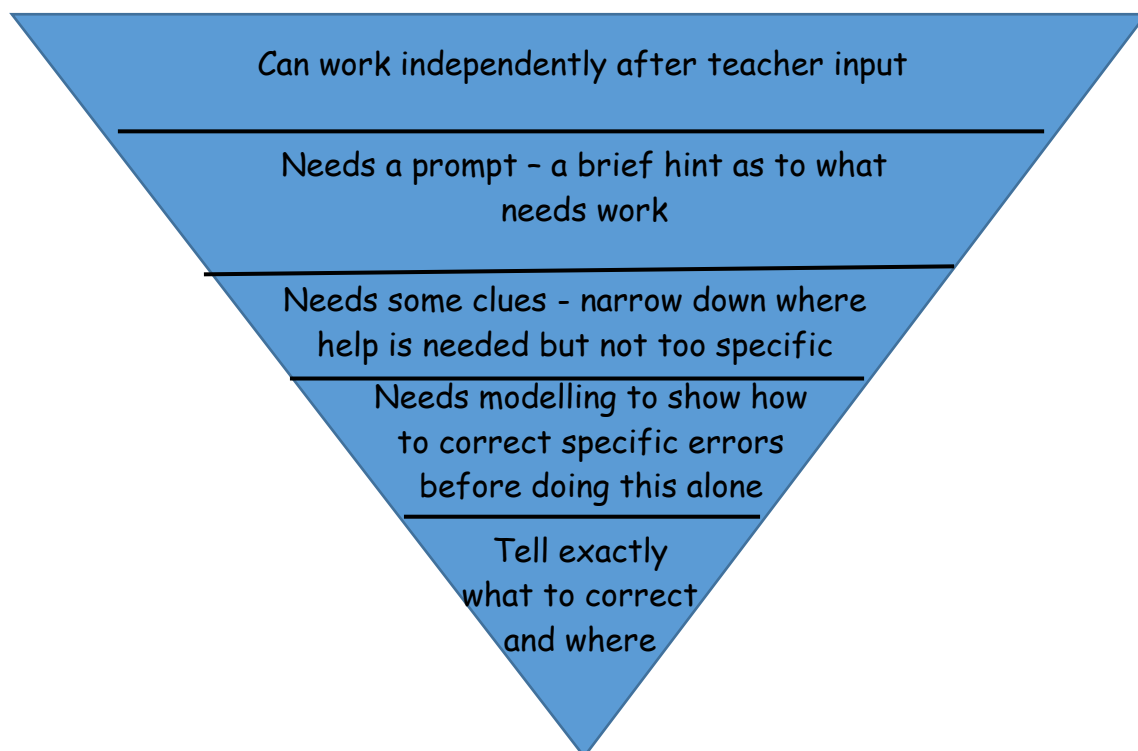 Can work independently after teacher input
Needs a prompt – a brief hint as to what
needs work
Needs some clues - narrow down where
help is needed but not too specific
Needs modelling to show how
to correct specific errors
before doing this alone
Tell exactly
what to correct
and where